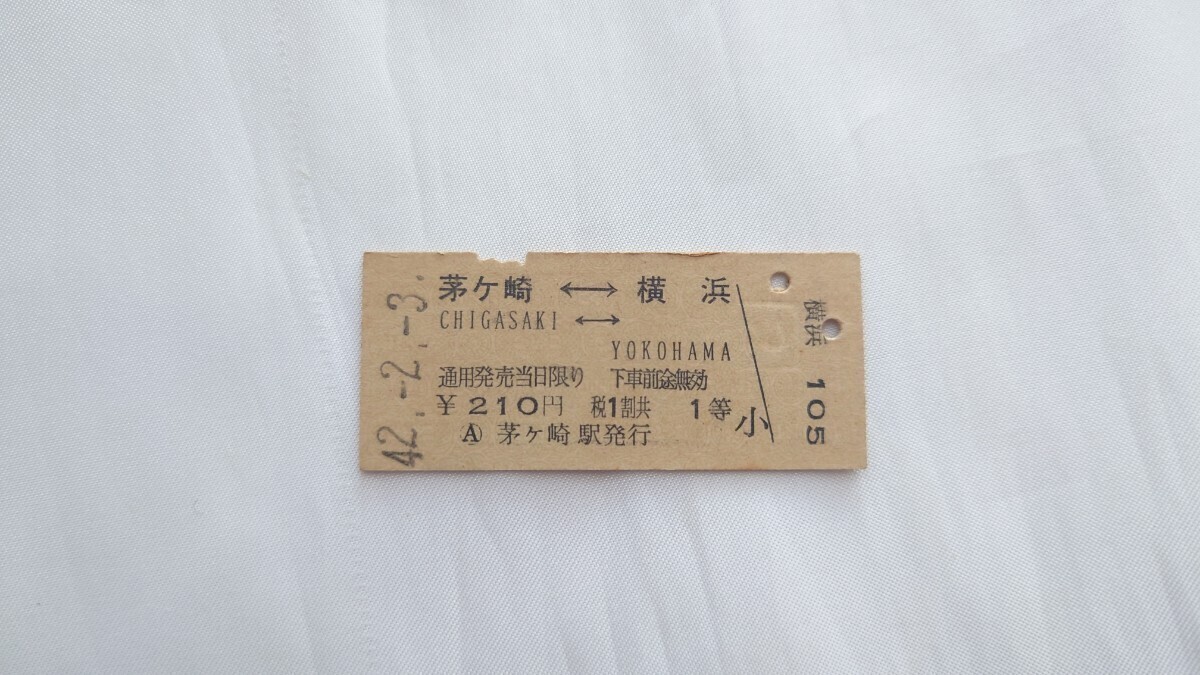 42.-2.-3.
茅ケ崎 ⟷ 横浜
CHIGASAKI ⟷
YOKOHAMA
通用発売当日限り 下車前途無効
¥210円 税1割共 1等
Ⓐ 茅ケ崎駅発行
小
横浜 105